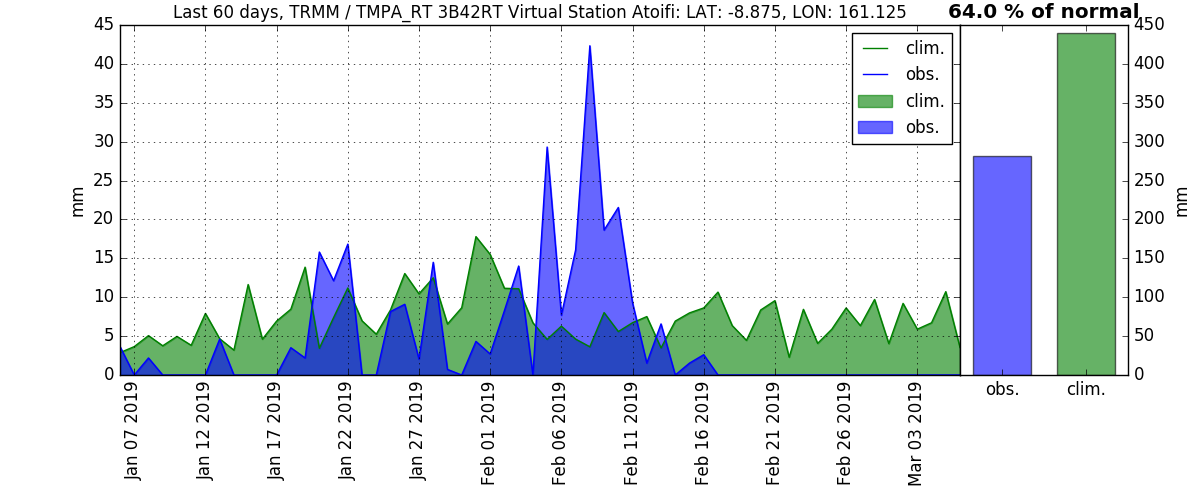 Last 60 days, TRMM / TMPA_RT 3B42RT Virtual Station Atoifi: LAT: -8.875, LON: 161.125
64.0 % of normal
mm
45
40
35
30
25
20
15
10
5
0
clim.
obs.
clim.
obs.
Jan 07 2019
Jan 12 2019
Jan 17 2019
Jan 22 2019
Jan 27 2019
Feb 01 2019
Feb 06 2019
Feb 11 2019
Feb 16 2019
Feb 21 2019
Feb 26 2019
Mar 03 2019
450
400
350
300
250
200
150
100
50
0
mm
obs.
clim.